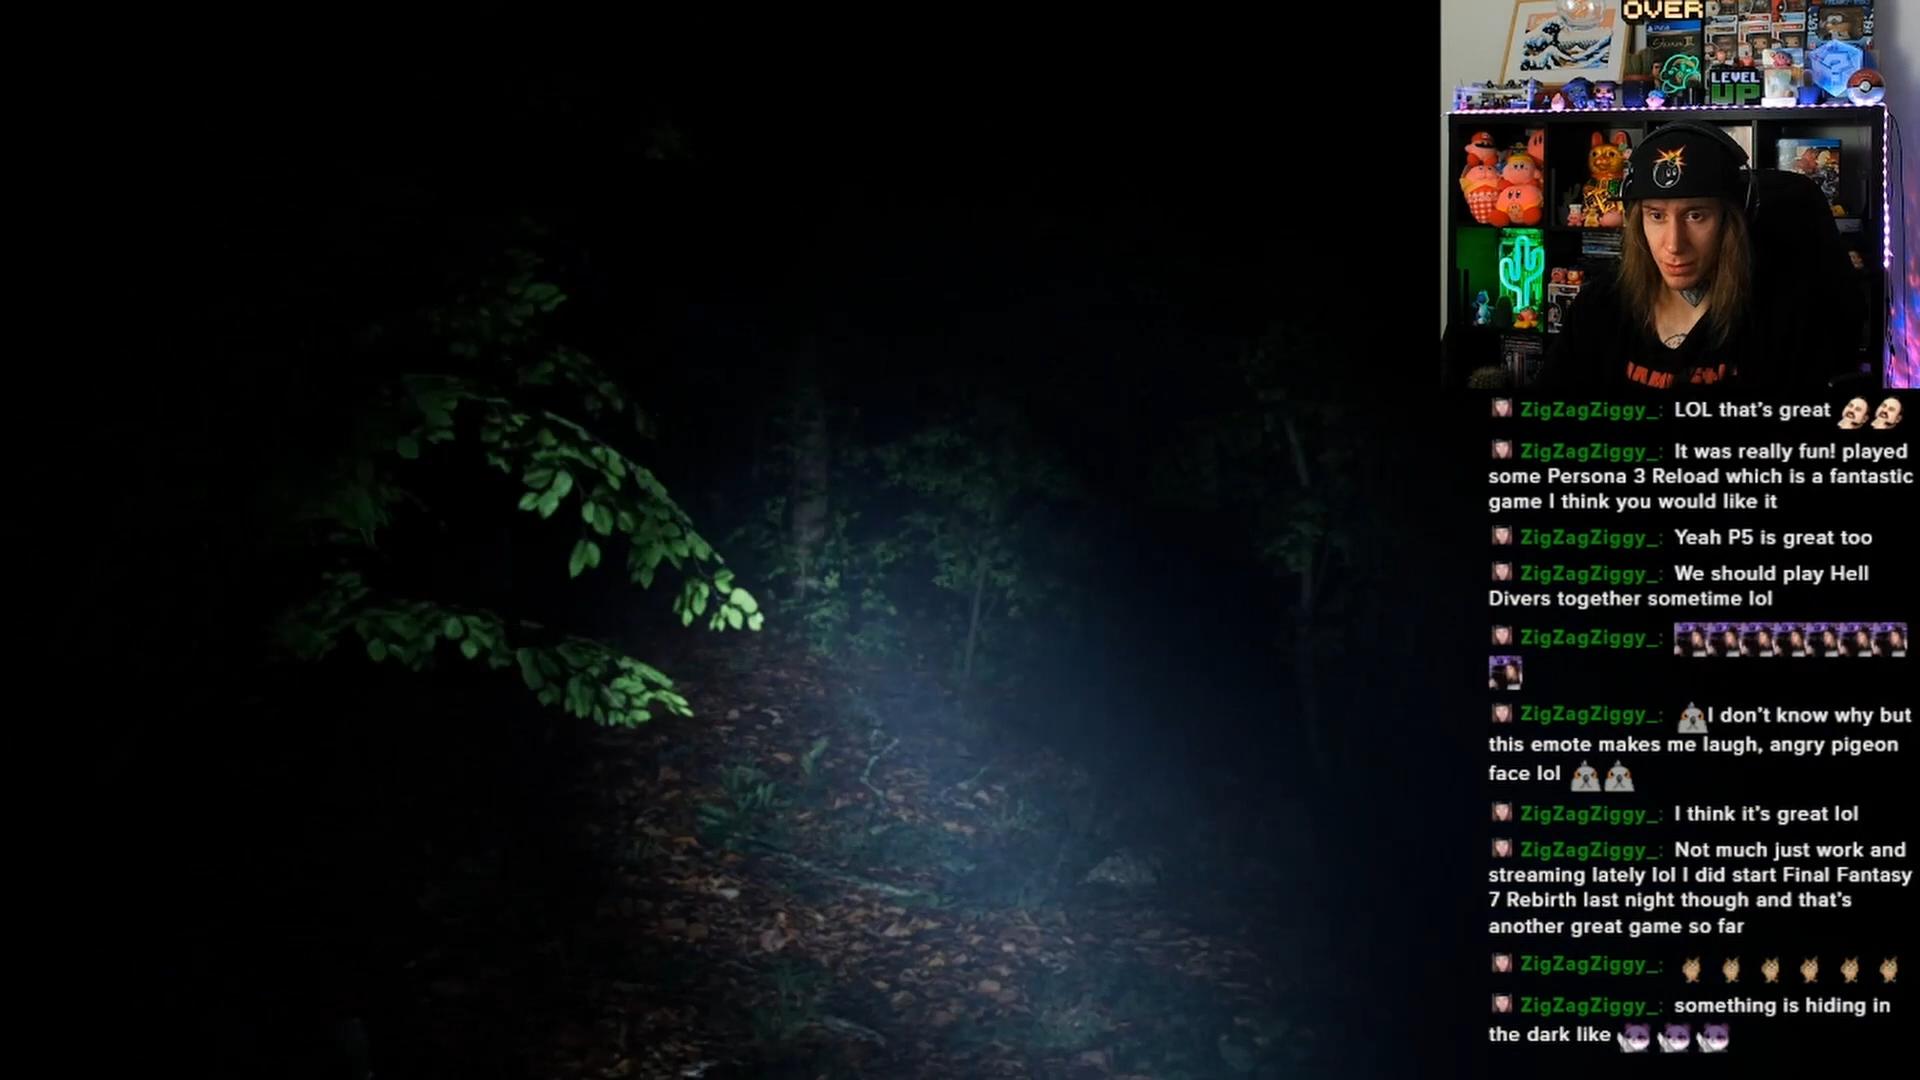 OVER
LEVEL
UP
ZigZagZiggy_: LOL that's great
ZigZagZiggy_: It was really fun! played
some Persona 3 Reload which is a fantastic
game I think you would like it
ZigZagZiggy_: Yeah P5 is great too
ZigZagZiggy_: We should play Hell
Divers together sometime lol
ZigZagZiggy_:
ZigZagZiggy_: I don't know why but
this emote makes me laugh, angry pigeon
face lol
ZigZagZiggy_: I think it's great lol
ZigZagZiggy_: Not much just work and
streaming lately lol I did start Final Fantasy
7 Rebirth last night though and that's
another great game so far
ZigZagZiggy_:
ZigZagZiggy_: something is hiding in
the dark like